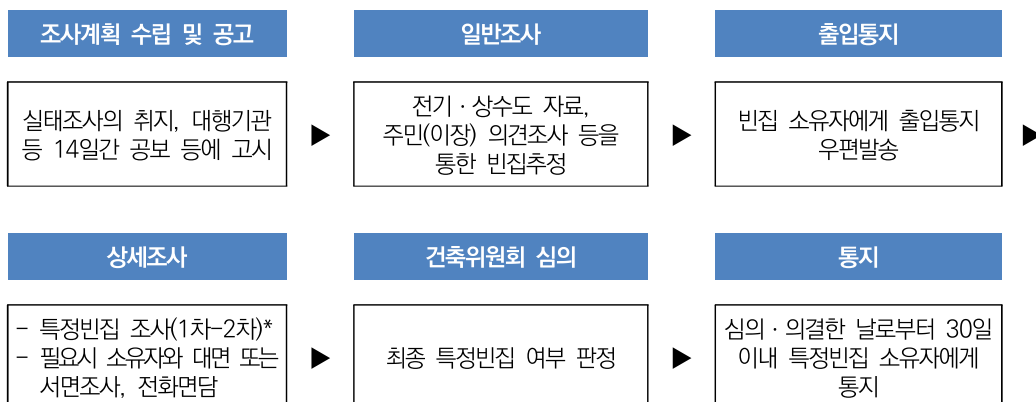 조사계획 수립 및 공고
실태조사의 취지, 대행기관
등 14일간 공보 등에 고시
▶
일반조사
전기 · 상수도 자료,
주민(이장) 의견조사 등을
통한 빈집추정
▶
출입통지
빈집 소유자에게 출입통지
우편발송
▶
상세조사
- 특정빈집 조사(1차-2차)*
- 필요시 소유자와 대면 또는
서면조사, 전화면담
▶
건축위원회 심의
최종 특정빈집 여부 판정
▶
통지
심의 · 의결한 날로부터 30일
이내 특정빈집 소유자에게
통지